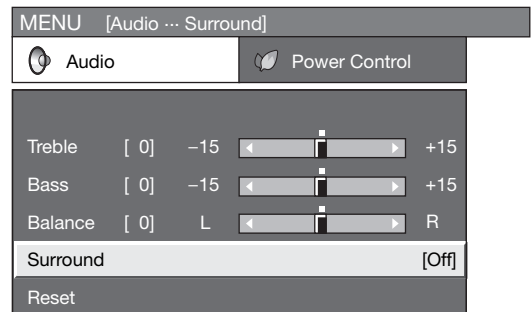 MENU [Audio ··· Surround]
Audio Power Control
Treble [ 0] −15 +15
Bass [ 0] −15 +15
Balance [ 0] L R
Surround [Off]
Reset